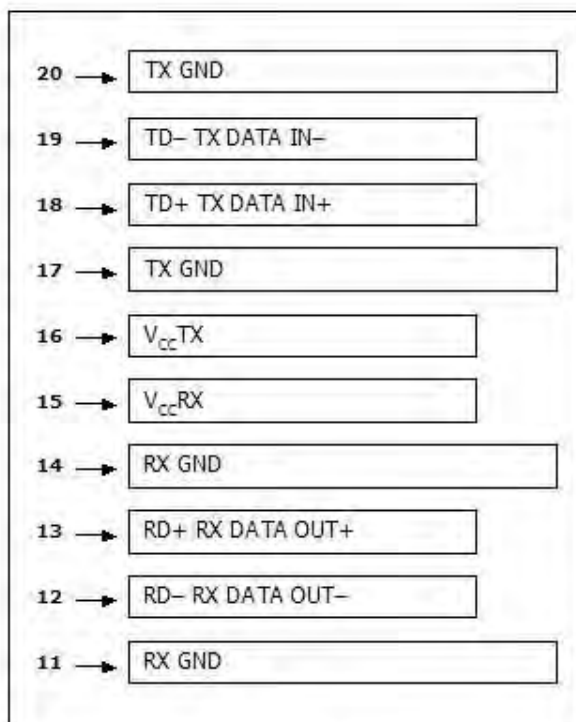 20 TX GND
19 TD– TX DATA IN–
18 TD+ TX DATA IN+
17 TX GND
16 VCCTX
15 VCCRX
14 RX GND
13 RD+ RX DATA OUT+
12 RD– RX DATA OUT–
11 RX GND